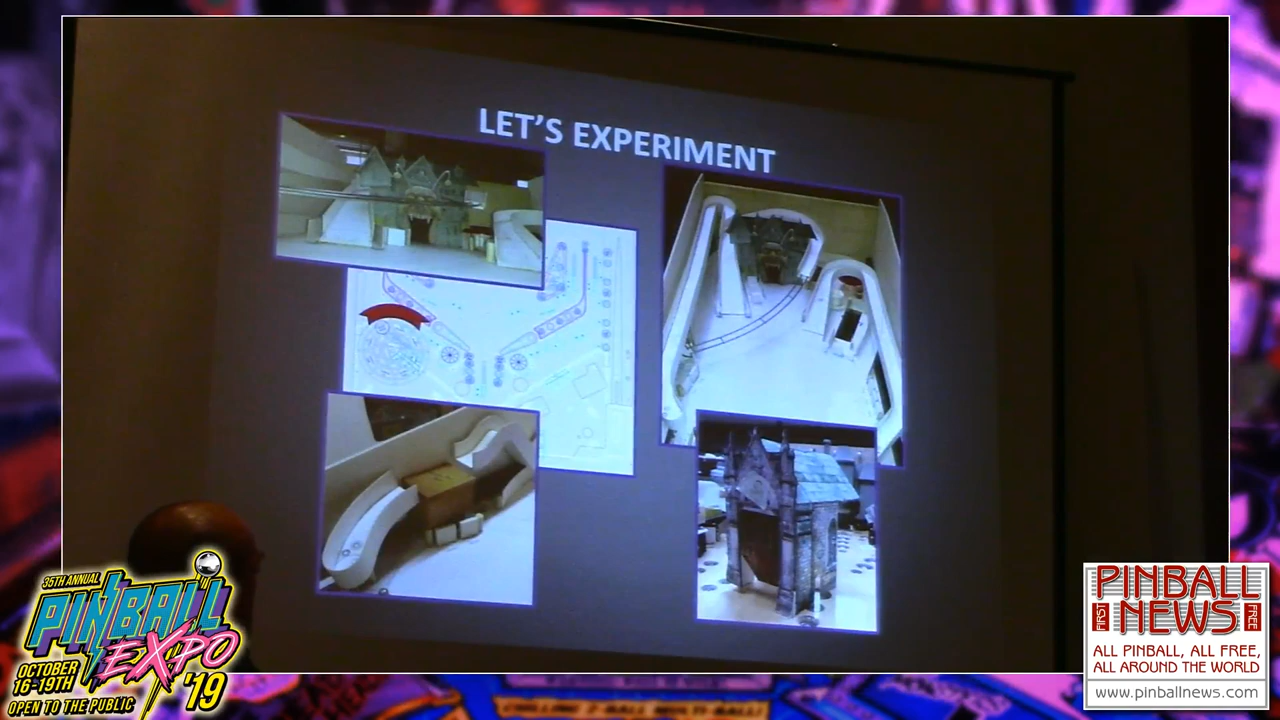 LET'S EXPERIMENT
35TH ANNUAL
PINBALL
EXPO
OCTOBER
16-19TH
'19
OPEN TO THE PUBLIC
PINBALL
FIRST
NEWS
FREE
ALL PINBALL, ALL FREE,
ALL AROUND THE WORLD
www.pinballnews.com